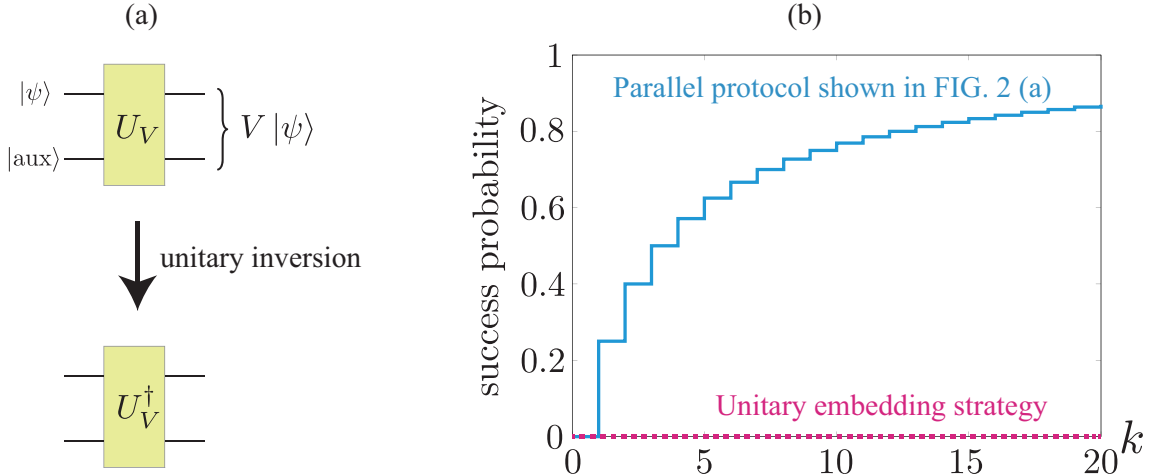 (a)
(b)
|ψ⟩
|aux⟩
U_V
V |ψ⟩
unitary inversion
U_V^†
success probability
1
0.8
0.6
0.4
0.2
0
Parallel protocol shown in FIG. 2 (a)
Unitary embedding strategy
0
5
10
15
20
k